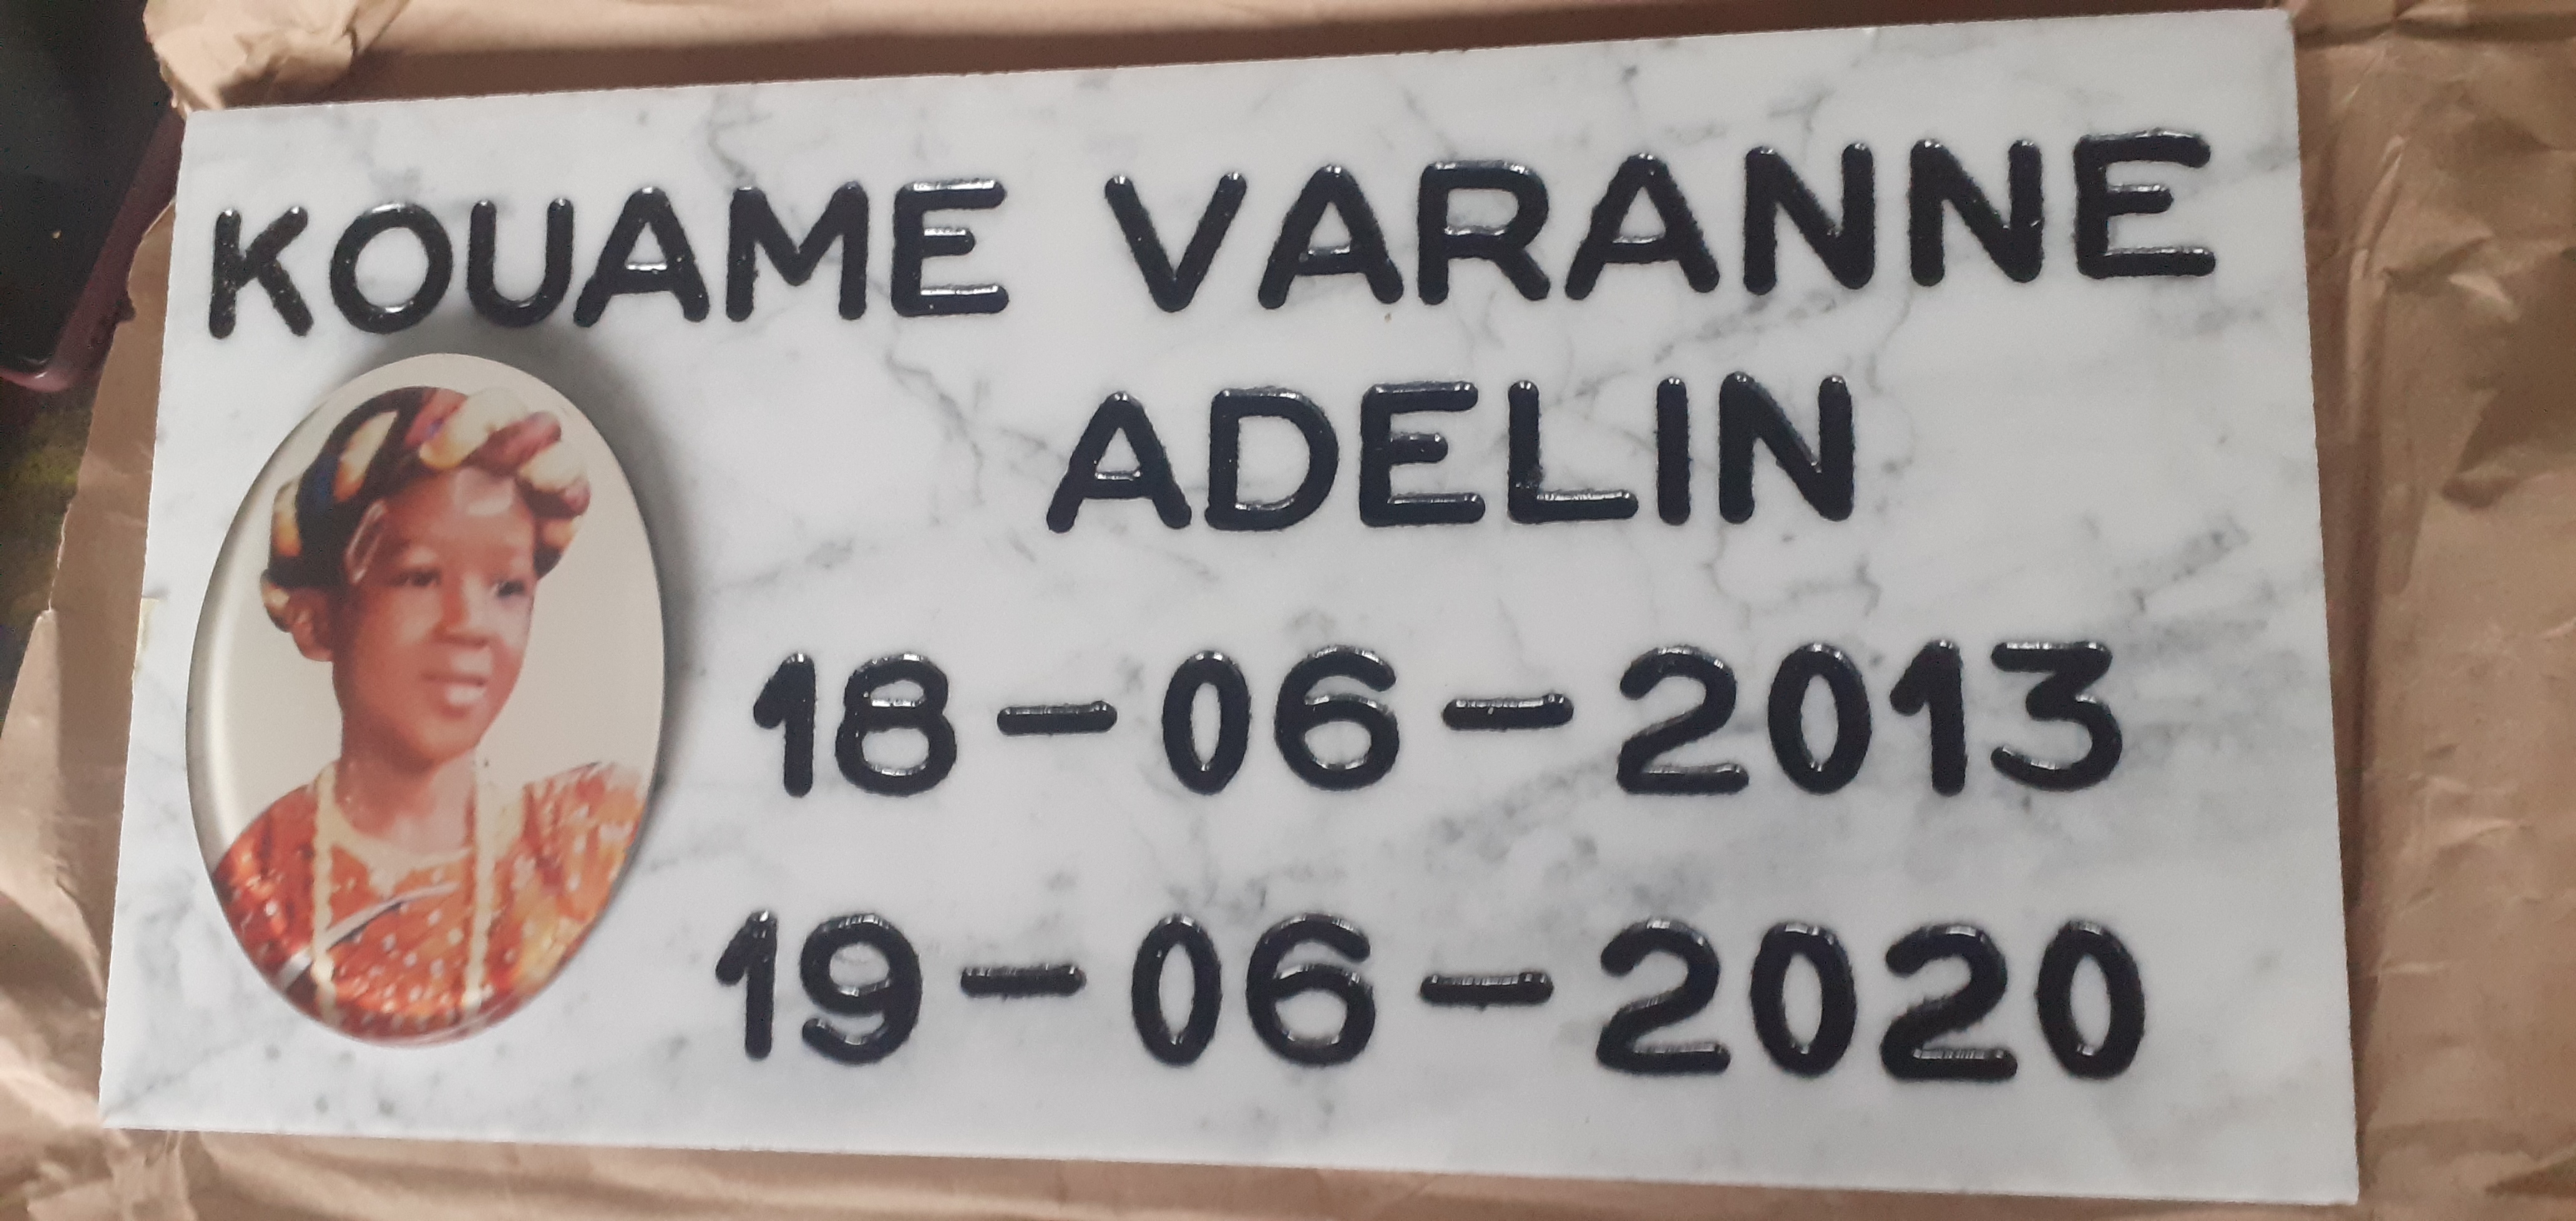 KOUAME VARANNE
ADELIN
18-06-2013
19-06-2020